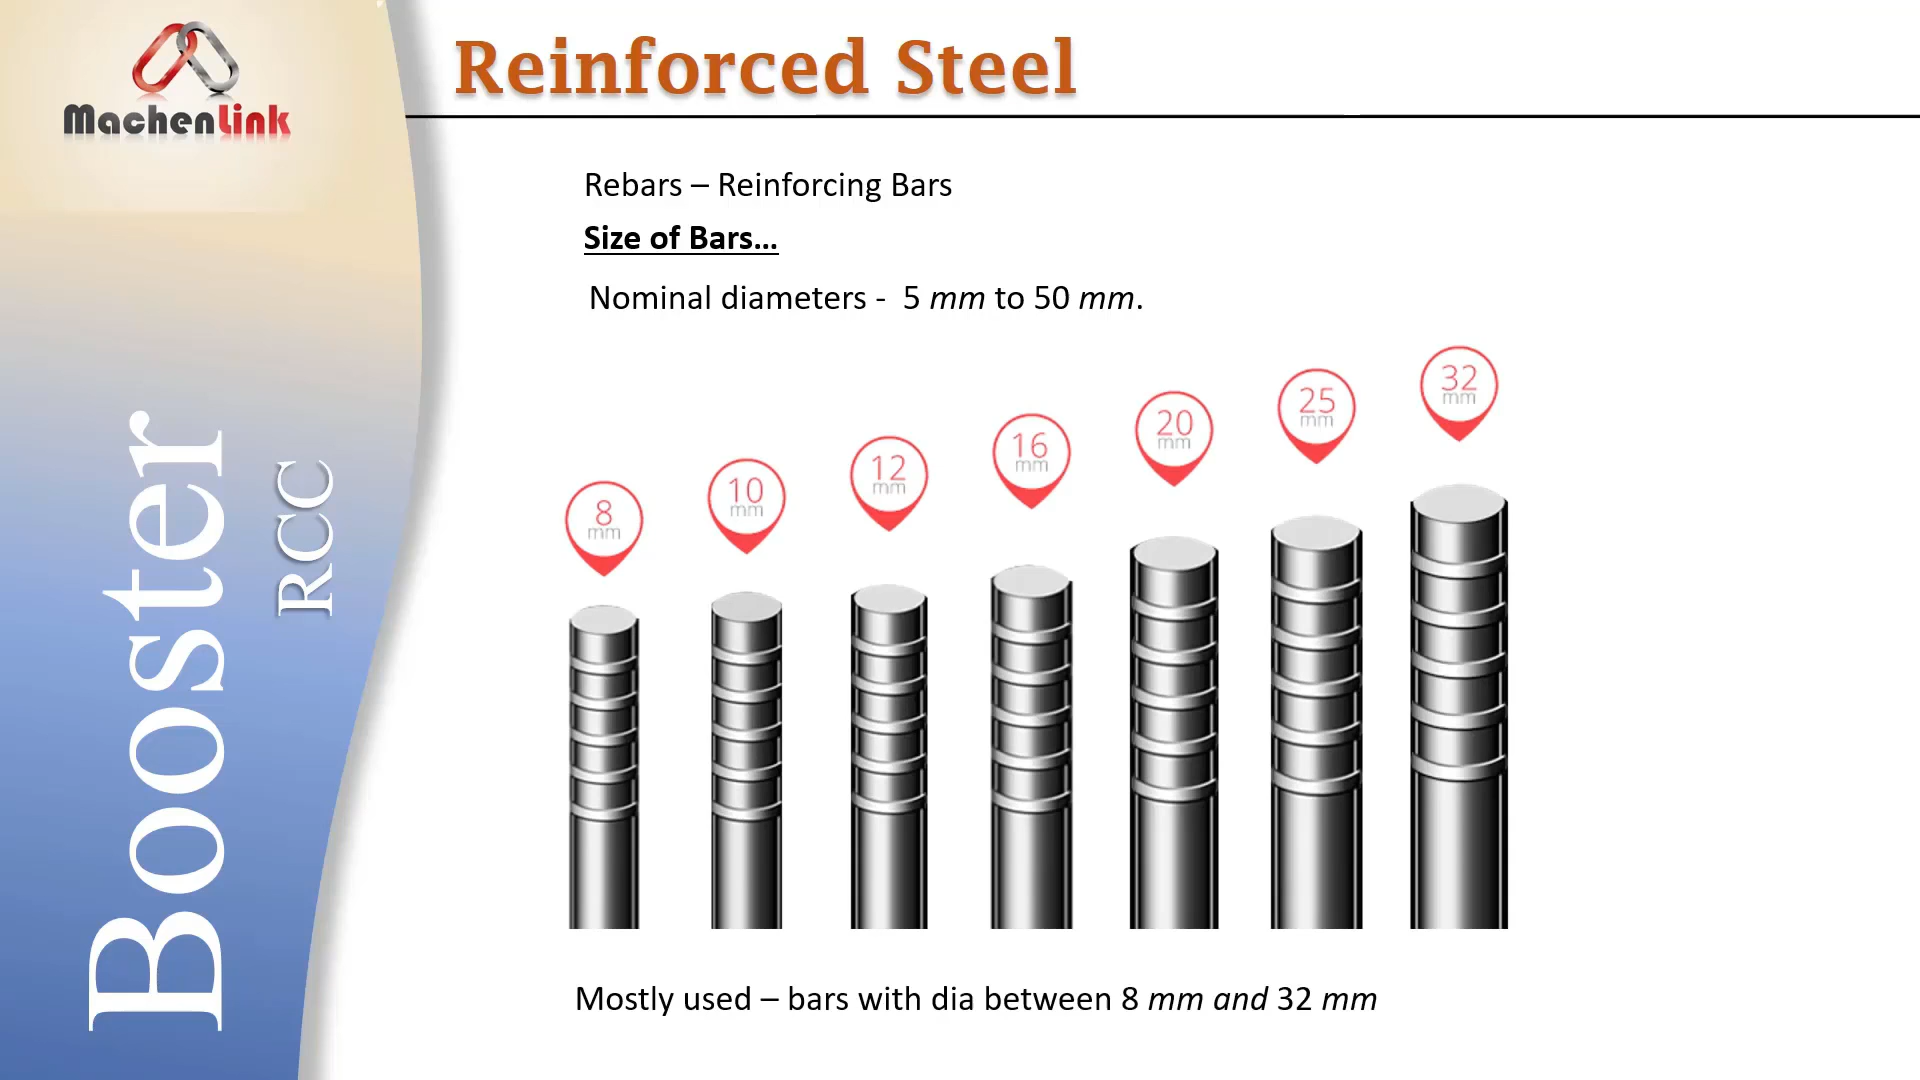 MachenLink
Reinforced Steel
Rebars – Reinforcing Bars
Size of Bars...
Nominal diameters - 5 mm to 50 mm.
8 mm
10 mm
12 mm
16 mm
20 mm
25 mm
32 mm
Mostly used – bars with dia between 8 mm and 32 mm
Booster
RCC